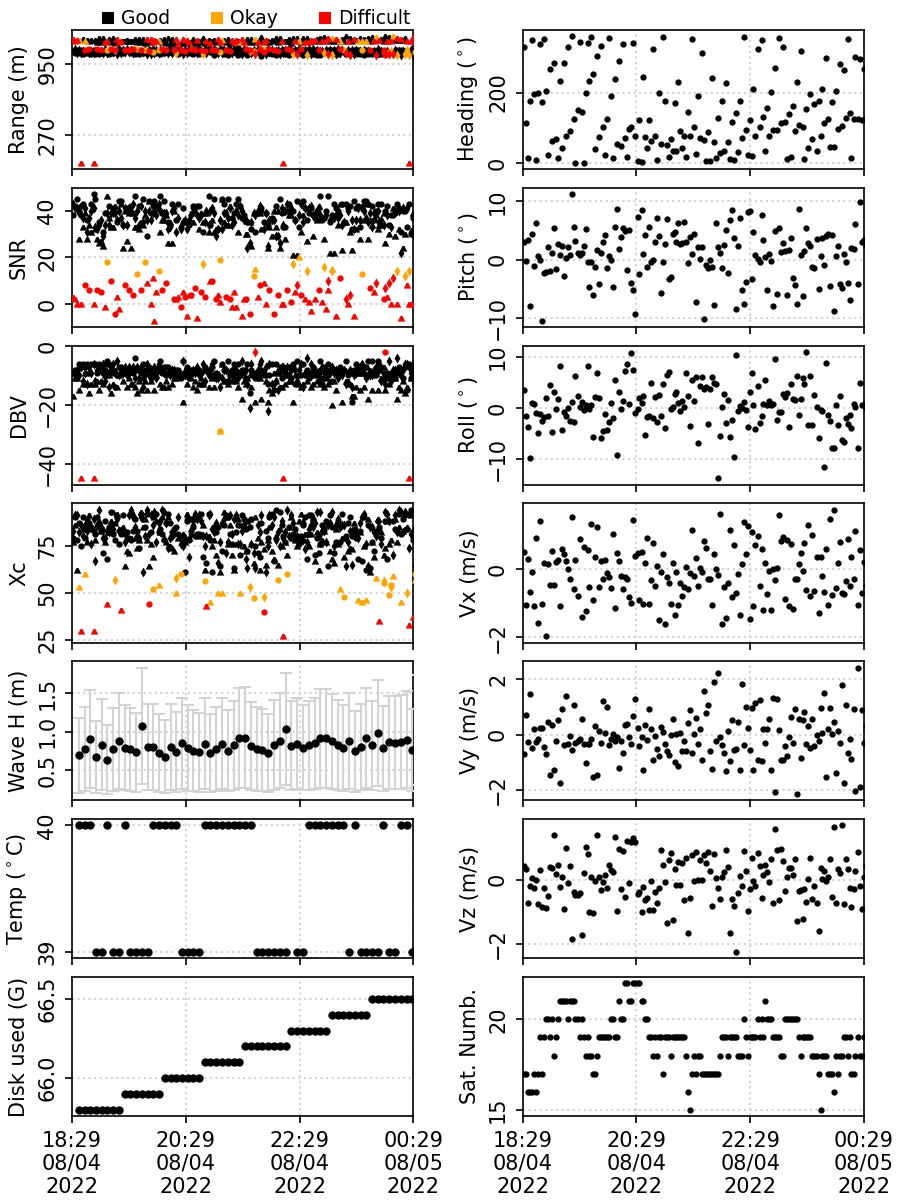 Good Okay Difficult
Range (m)
950
270
Heading (°)
200
0
SNR
40
20
0
Pitch (°)
10
0
−10
DBV
0
−20
−40
Roll (°)
10
0
−10
Xc
75
50
25
Vx (m/s)
0
−2
Wave H (m)
1.5
1.0
0.5
Vy (m/s)
2
0
−2
Temp (°C)
40
39
Vz (m/s)
0
−2
Disk used (G)
66.5
66.0
Sat. Numb.
20
15
18:29 20:29 22:29 00:29 18:29 20:29 22:29 00:29
08/04 08/04 08/04 08/05 08/04 08/04 08/04 08/05
2022 2022 2022 2022 2022 2022 2022 2022